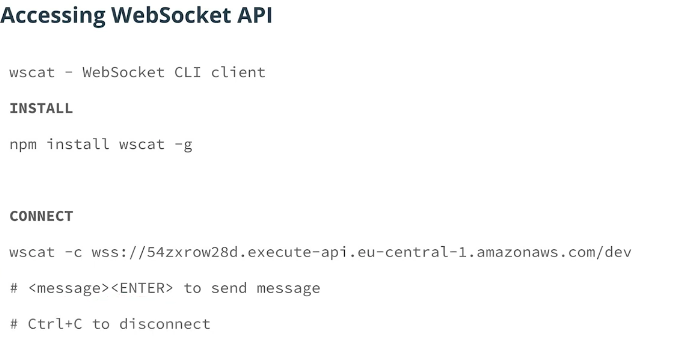 Accessing WebSocket API
wscat - WebSocket CLI client
INSTALL
npm install wscat -g
CONNECT
wscat -c wss://54zxrow28d.execute-api.eu-central-1.amazonaws.com/dev
# <message><ENTER> to send message
# Ctrl+C to disconnect